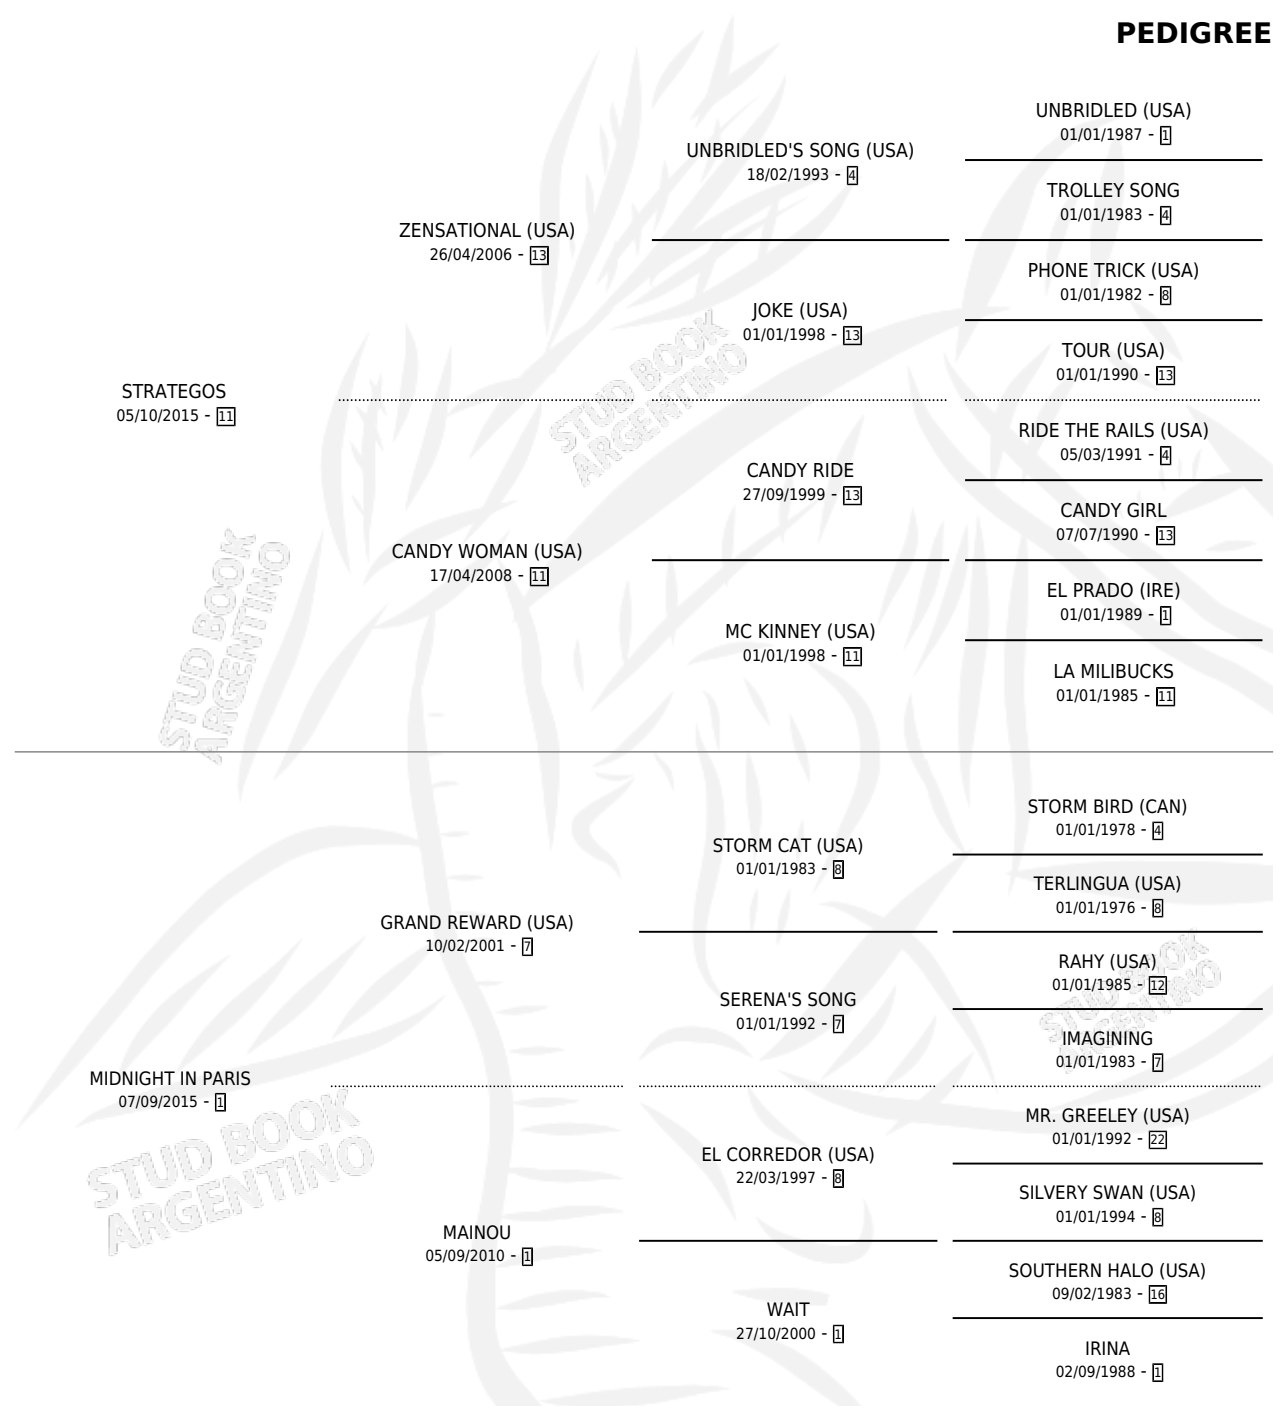 PEDIGREE
UNBRIDLED (USA)
01/01/1987 - 1
UNBRIDLED'S SONG (USA)
18/02/1993 - 4
TROLLEY SONG
01/01/1983 - 4
ZENSATIONAL (USA)
26/04/2006 - 13
PHONE TRICK (USA)
01/01/1982 - 8
JOKE (USA)
01/01/1998 - 13
TOUR (USA)
01/01/1990 - 13
STRATEGOS
05/10/2015 - 11
RIDE THE RAILS (USA)
05/03/1991 - 4
CANDY RIDE
27/09/1999 - 13
CANDY GIRL
07/07/1990 - 13
CANDY WOMAN (USA)
17/04/2008 - 11
EL PRADO (IRE)
01/01/1989 - 1
MC KINNEY (USA)
01/01/1998 - 11
LA MILIBUCKS
01/01/1985 - 11
STORM BIRD (CAN)
01/01/1978 - 4
STORM CAT (USA)
01/01/1983 - 8
TERLINGUA (USA)
01/01/1976 - 8
GRAND REWARD (USA)
10/02/2001 - 7
RAHY (USA)
01/01/1985 - 12
SERENA'S SONG
01/01/1992 - 7
IMAGINING
01/01/1983 - 7
MIDNIGHT IN PARIS
07/09/2015 - 1
MR. GREELEY (USA)
01/01/1992 - 22
EL CORREDOR (USA)
22/03/1997 - 8
SILVERY SWAN (USA)
01/01/1994 - 8
MAINOU
05/09/2010 - 1
SOUTHERN HALO (USA)
09/02/1983 - 16
WAIT
27/10/2000 - 1
IRINA
02/09/1988 - 1
STUD BOOK
ARGENTINO
STUD BOOK
ARGENTINO
STUD BOOK
ARGENTINO
STUD BOOK
ARGENTINO